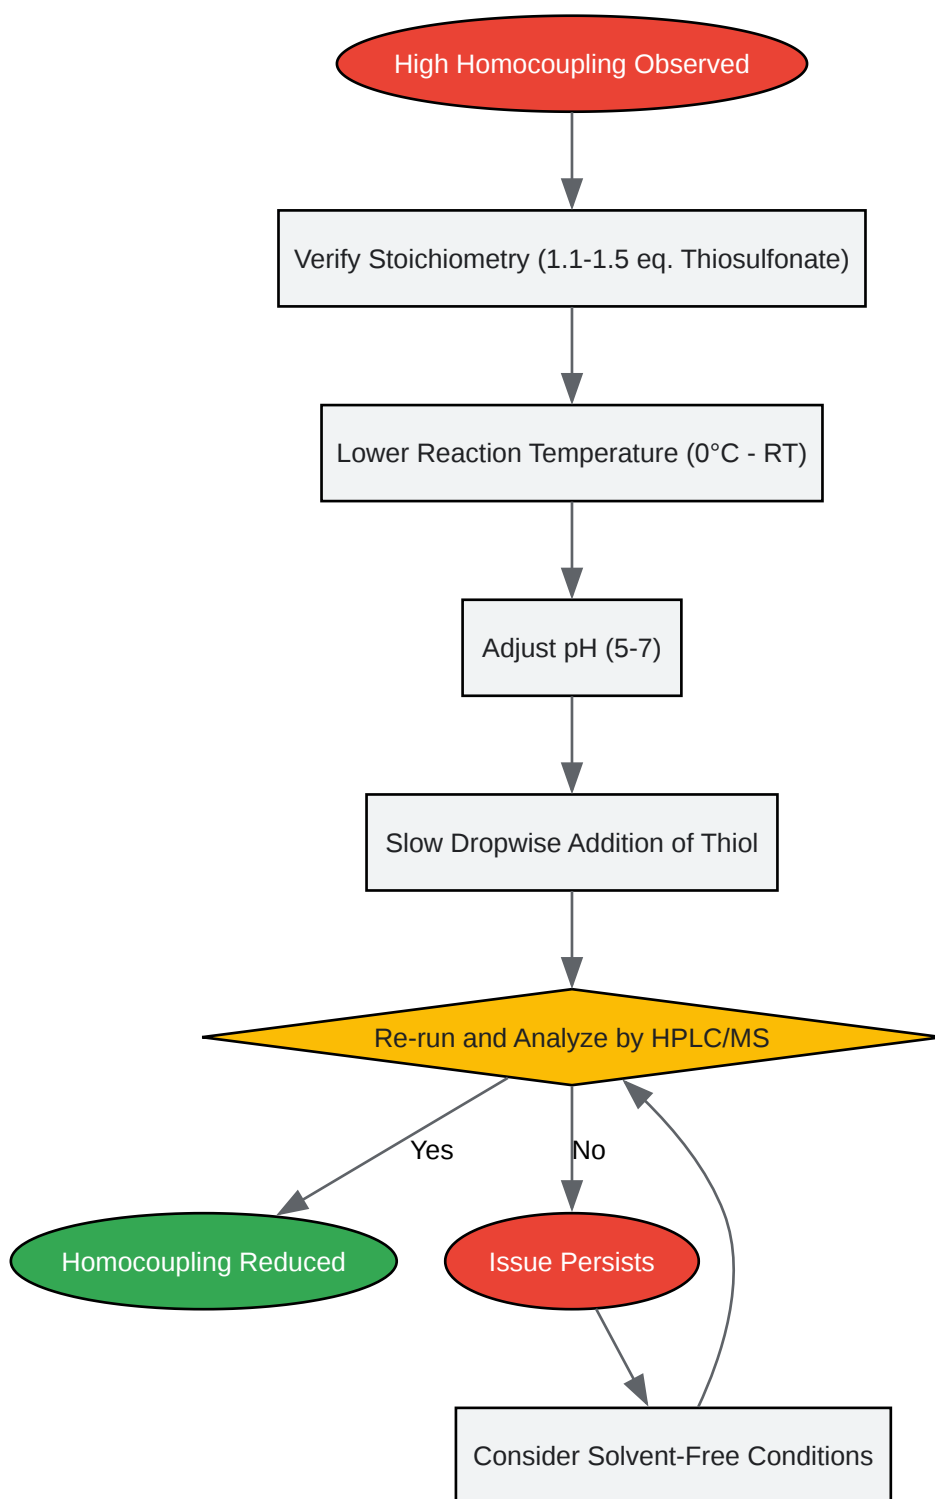 High Homocoupling Observed
Verify Stoichiometry (1.1-1.5 eq. Thiosulfonate)
Lower Reaction Temperature (0°C - RT)
Adjust pH (5-7)
Slow Dropwise Addition of Thiol
Re-run and Analyze by HPLC/MS
Yes
No
Homocoupling Reduced
Issue Persists
Consider Solvent-Free Conditions